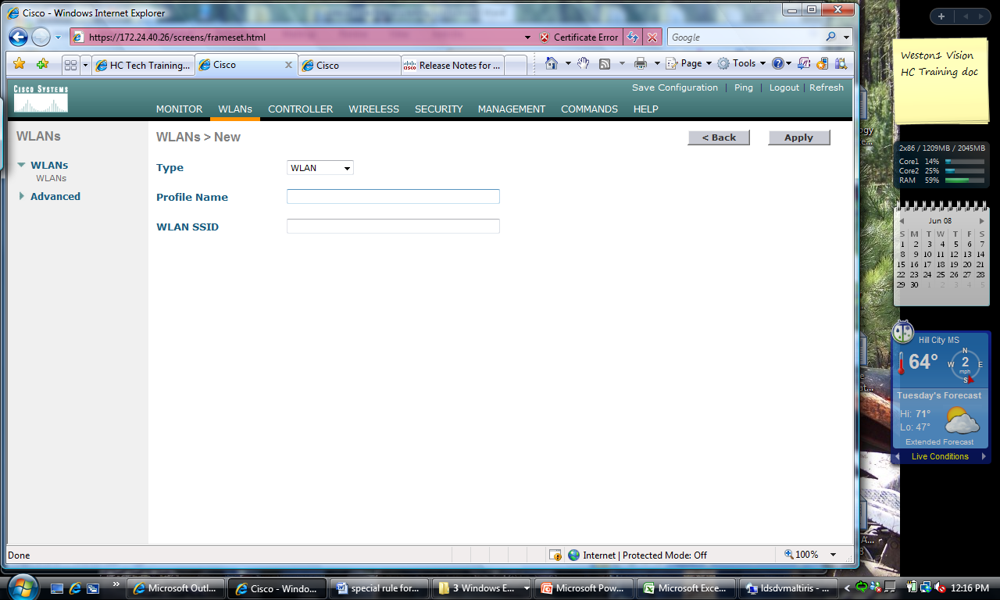 Cisco - Windows Internet Explorer
https://172.24.40.26/screens/frameset.html
Certificate Error
Google
HC Tech Training...
Cisco
Cisco
Release Notes for ...
Page
Tools
CISCO SYSTEMS
Save Configuration | Ping | Logout | Refresh
MONITOR WLANs CONTROLLER WIRELESS SECURITY MANAGEMENT COMMANDS HELP
WLANs
WLANs
WLANs
Advanced
WLANs > New
< Back
Apply
Type
WLAN
Profile Name
WLAN SSID
Done
Internet | Protected Mode: Off
100%
Weston1 Vision
HC Training doc
2x86 / 1209MB / 2045MB
Core1 14%
Core2 25%
RAM 59%
Jun 08
S M T W T F S
1 2 3 4 5 6 7
8 9 10 11 12 13 14
15 16 17 18 19 20 21
22 23 24 25 26 27 28
29 30 1 2 3 4 5
Hill City MS
64°
N
W 2 E
mph
S
Tuesday's Forecast
Hi: 71°
Lo: 47°
Extended Forecast
Live Conditions
Microsoft Outl...
Cisco - Windo...
special rule for...
3 Windows E...
Microsoft Pow...
Microsoft Exce...
ldsdvmaltiris - ...
12:16 PM